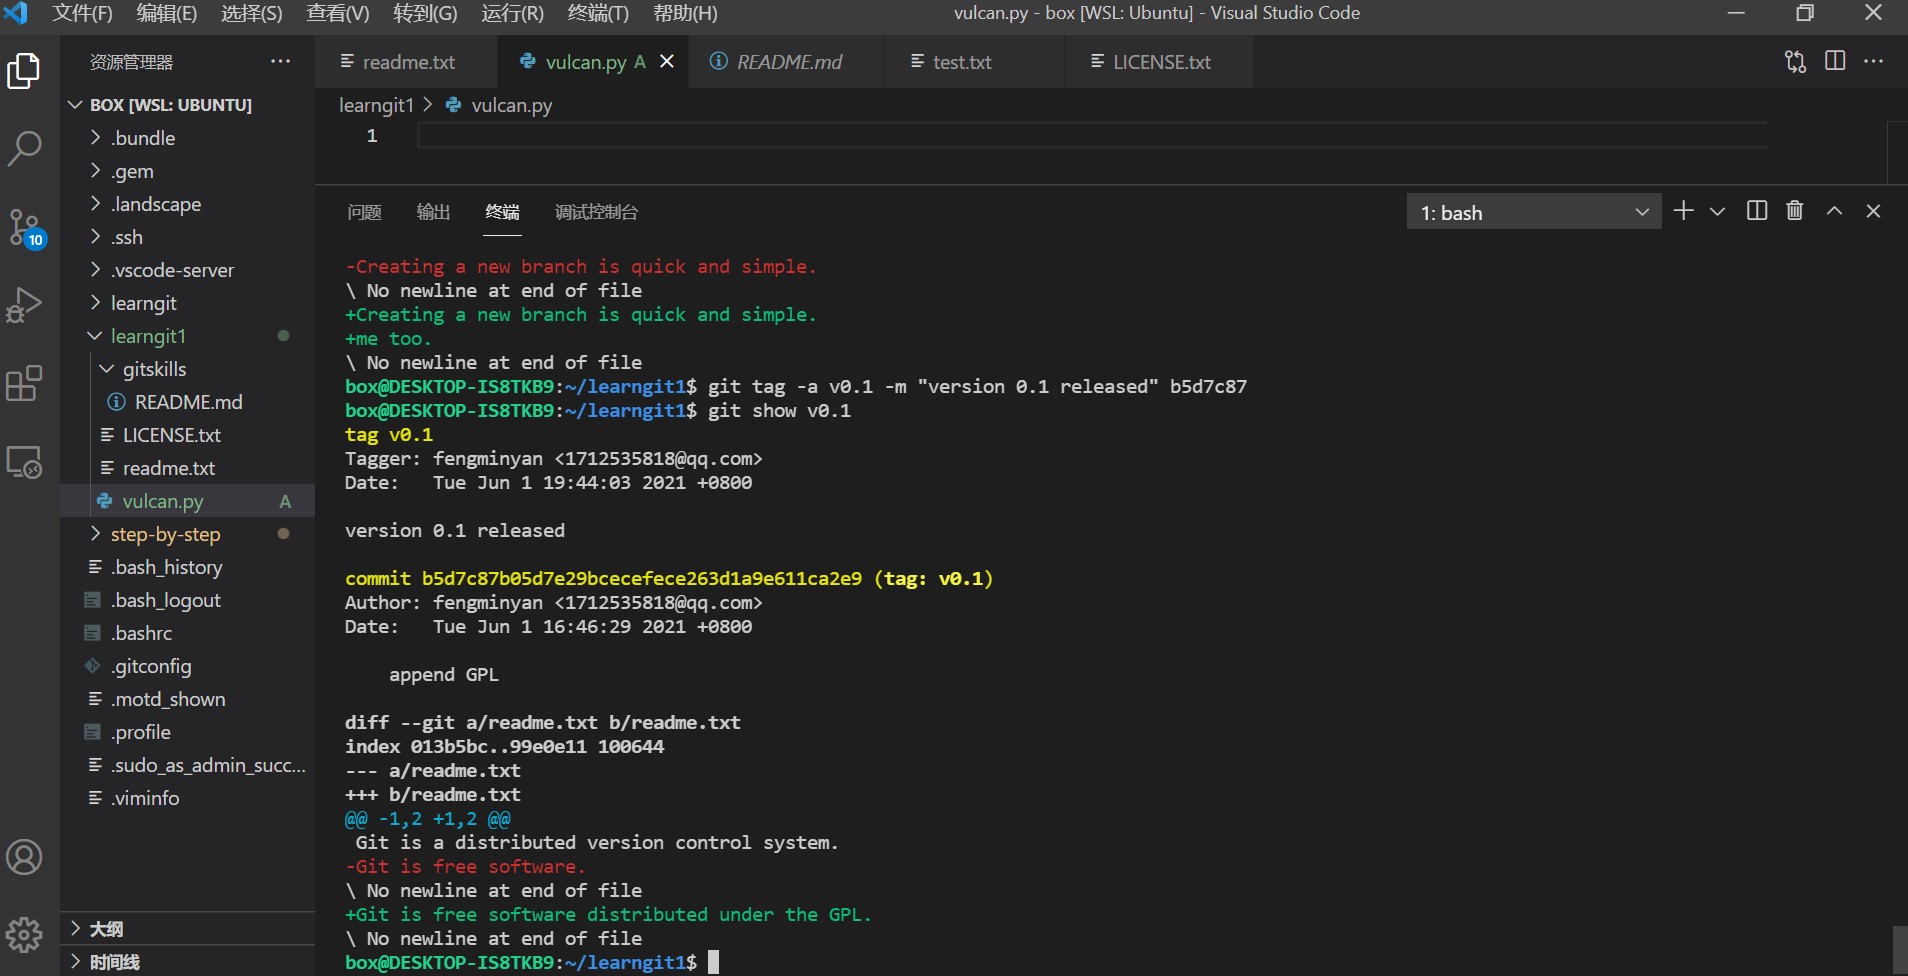 文件(F) 编辑(E) 选择(S) 查看(V) 转到(G) 运行(R) 终端(T) 帮助(H) vulcan.py - box [WSL: Ubuntu] - Visual Studio Code
资源管理器
readme.txt vulcan.py A README.md test.txt LICENSE.txt
learngit1 > vulcan.py
1
BOX [WSL: UBUNTU]
.bundle
.gem
.landscape
.ssh
.vscode-server
learngit
learngit1
gitskills
README.md
LICENSE.txt
readme.txt
vulcan.py A
step-by-step
.bash_history
.bash_logout
.bashrc
.gitconfig
.motd_shown
.profile
.sudo_as_admin_succ...
.viminfo
大纲
时间线
10
问题 输出 终端 调试控制台 1: bash
-Creating a new branch is quick and simple.
\ No newline at end of file
+Creating a new branch is quick and simple.
+me too.
\ No newline at end of file
box@DESKTOP-IS8TKB9:~/learngit1$ git tag -a v0.1 -m "version 0.1 released" b5d7c87
box@DESKTOP-IS8TKB9:~/learngit1$ git show v0.1
tag v0.1
Tagger: fengminyan <1712535818@qq.com>
Date:   Tue Jun 1 19:44:03 2021 +0800
version 0.1 released
commit b5d7c87b05d7e29bcecefece263d1a9e611ca2e9 (tag: v0.1)
Author: fengminyan <1712535818@qq.com>
Date:   Tue Jun 1 16:46:29 2021 +0800
append GPL
diff --git a/readme.txt b/readme.txt
index 013b5bc..99e0e11 100644
--- a/readme.txt
+++ b/readme.txt
@@ -1,2 +1,2 @@
Git is a distributed version control system.
-Git is free software.
\ No newline at end of file
+Git is free software distributed under the GPL.
\ No newline at end of file
box@DESKTOP-IS8TKB9:~/learngit1$